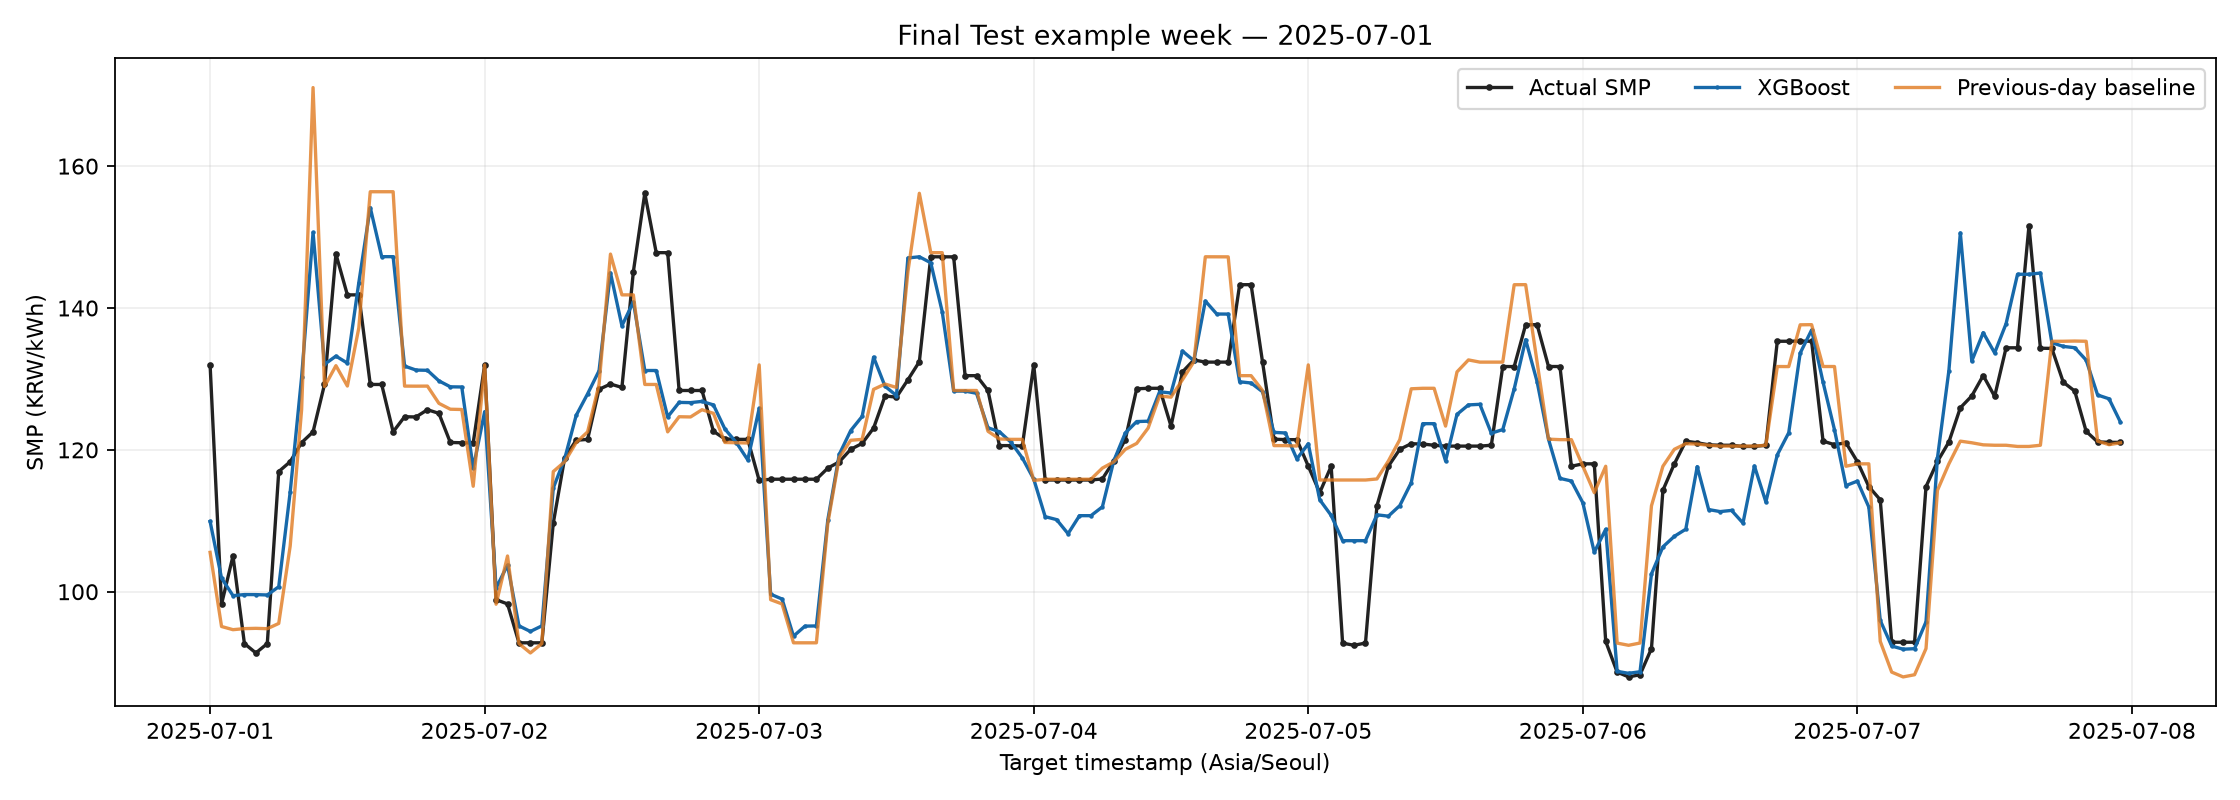 Final Test example week — 2025-07-01
Actual SMP
XGBoost
Previous-day baseline
SMP (KRW/kWh)
160
140
120
100
2025-07-01
2025-07-02
2025-07-03
2025-07-04
2025-07-05
2025-07-06
2025-07-07
2025-07-08
Target timestamp (Asia/Seoul)